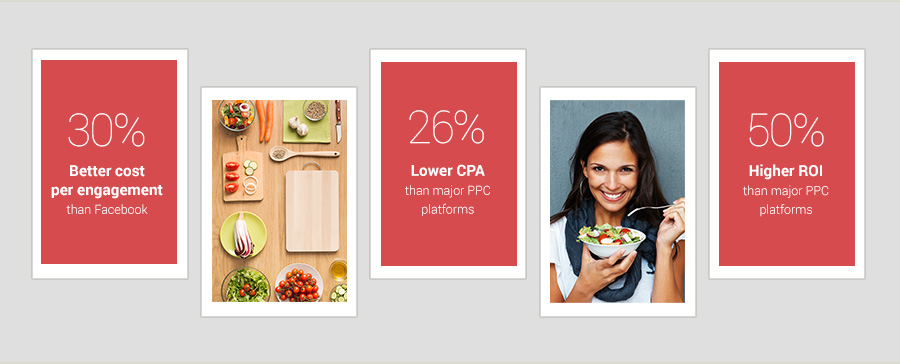 30%
Better cost
per engagement
than Facebook
26%
Lower CPA
than major PPC
platforms
50%
Higher ROI
than major PPC
platforms